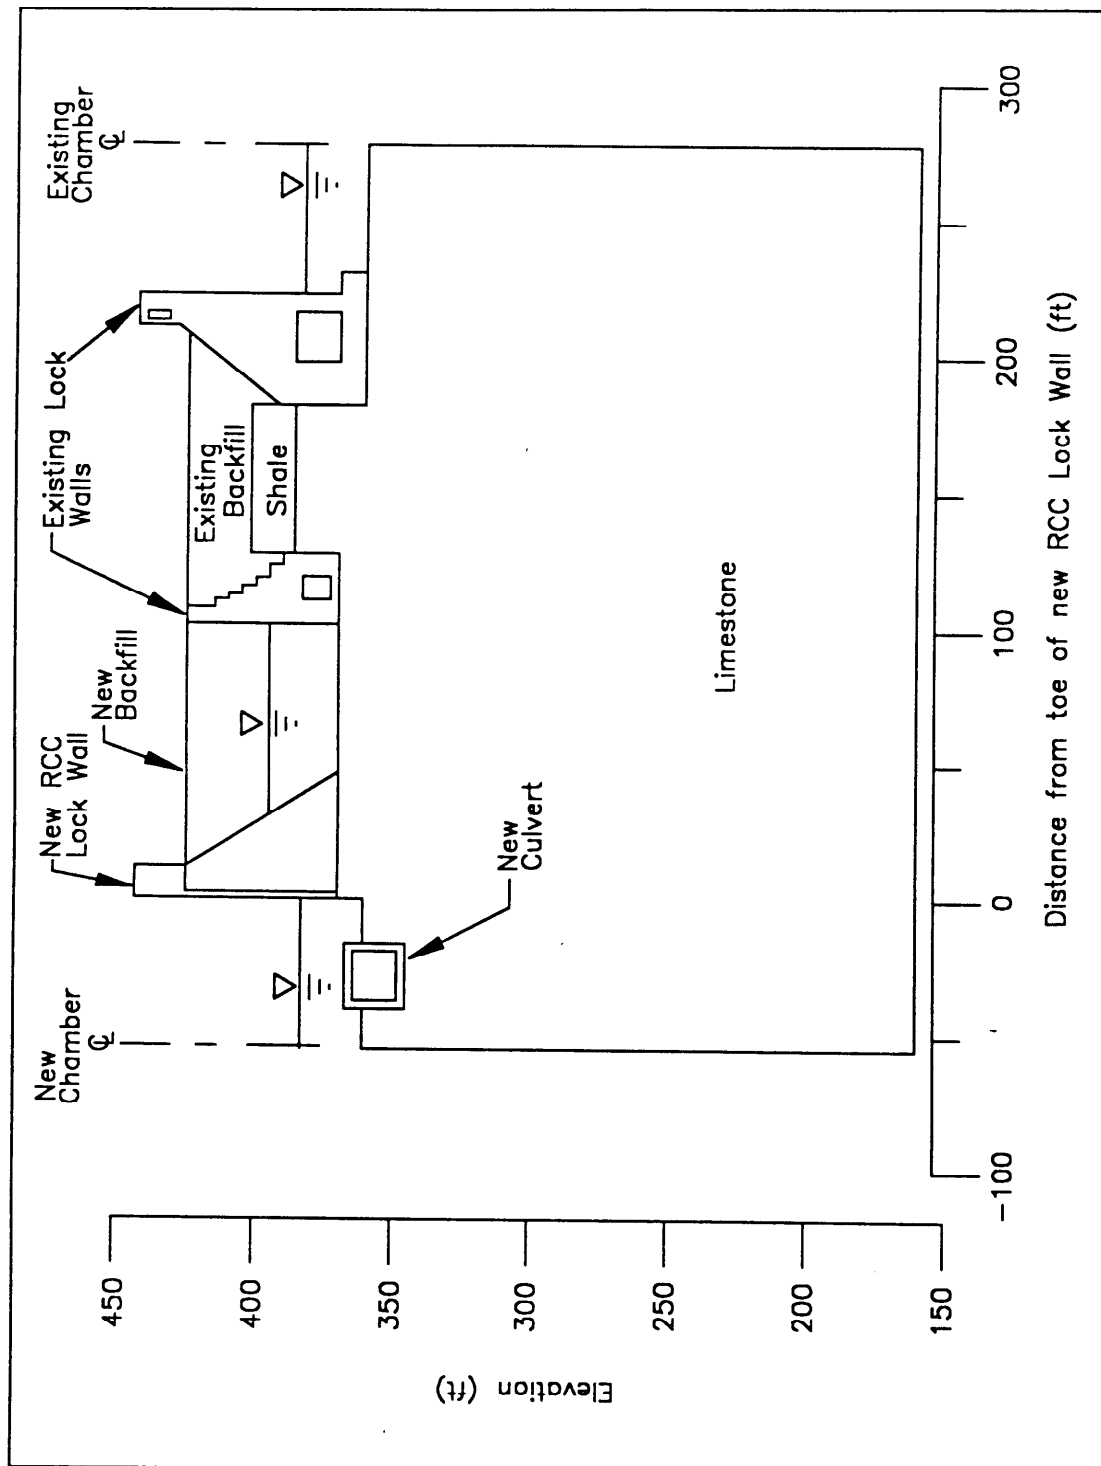 New
Chamber
℄
New RCC
Lock Wall
New
Backfill
Existing Lock
Walls
Existing
Chamber
℄
Existing
Backfill
Shale
New
Culvert
Limestone
450
400
350
300
250
200
150
Elevation (ft)
-100
0
100
200
300
Distance from toe of new RCC Lock Wall (ft)